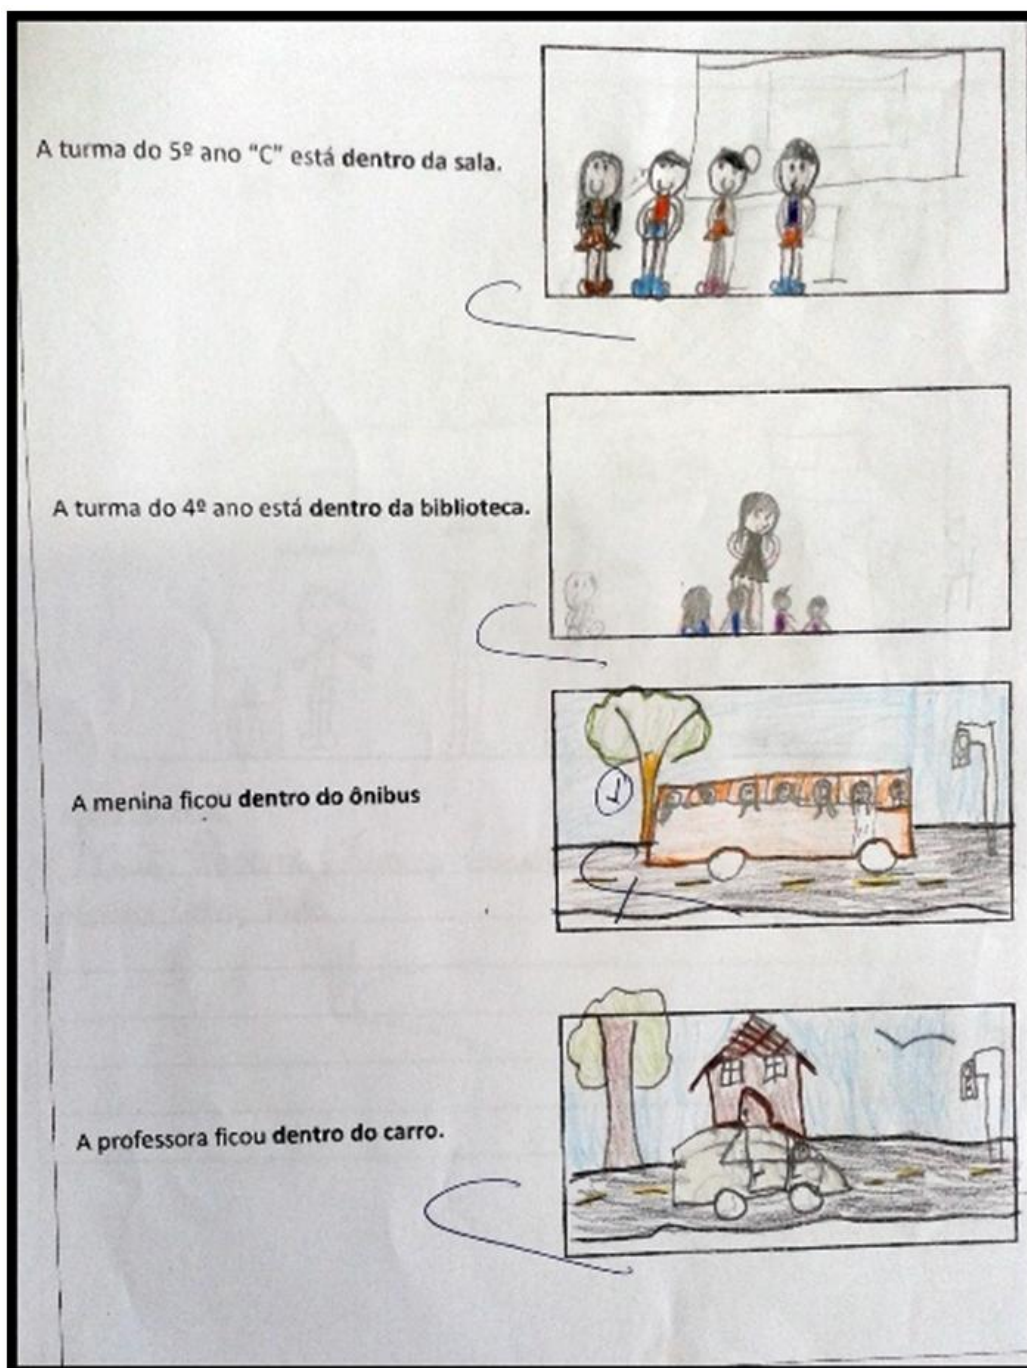 A turma do 5º ano "C" está dentro da sala.
A turma do 4º ano está dentro da biblioteca.
A menina ficou dentro do ônibus
A professora ficou dentro do carro.